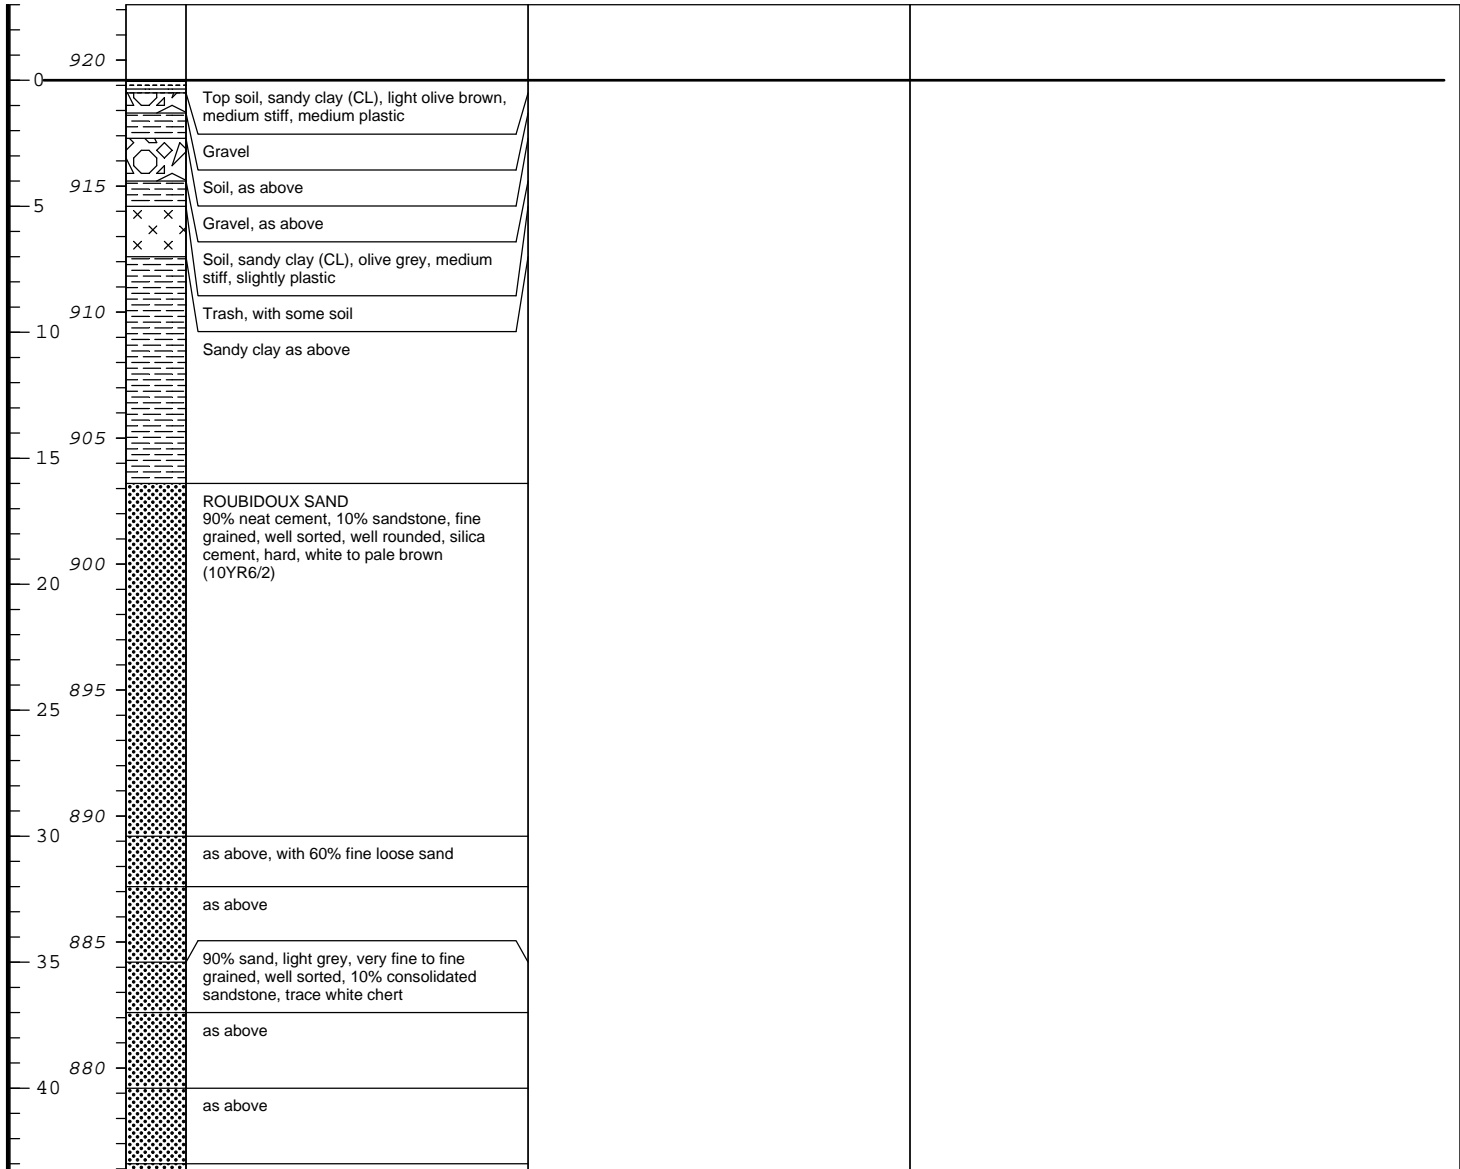 920
0
Top soil, sandy clay (CL), light olive brown,
medium stiff, medium plastic
Gravel
915
Soil, as above
5
Gravel, as above
Soil, sandy clay (CL), olive grey, medium
stiff, slightly plastic
910
Trash, with some soil
10
Sandy clay as above
905
15
ROUBIDOUX SAND
90% neat cement, 10% sandstone, fine
grained, well sorted, well rounded, silica
cement, hard, white to pale brown
(10YR6/2)
900
20
895
25
890
30
as above, with 60% fine loose sand
as above
885
35
90% sand, light grey, very fine to fine
grained, well sorted, 10% consolidated
sandstone, trace white chert
as above
880
40
as above